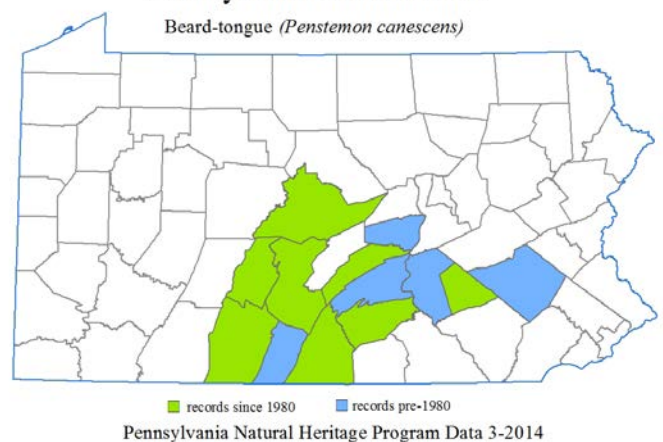 Beard-tongue (Penstemon canescens)
records since 1980 records pre-1980
Pennsylvania Natural Heritage Program Data 3-2014